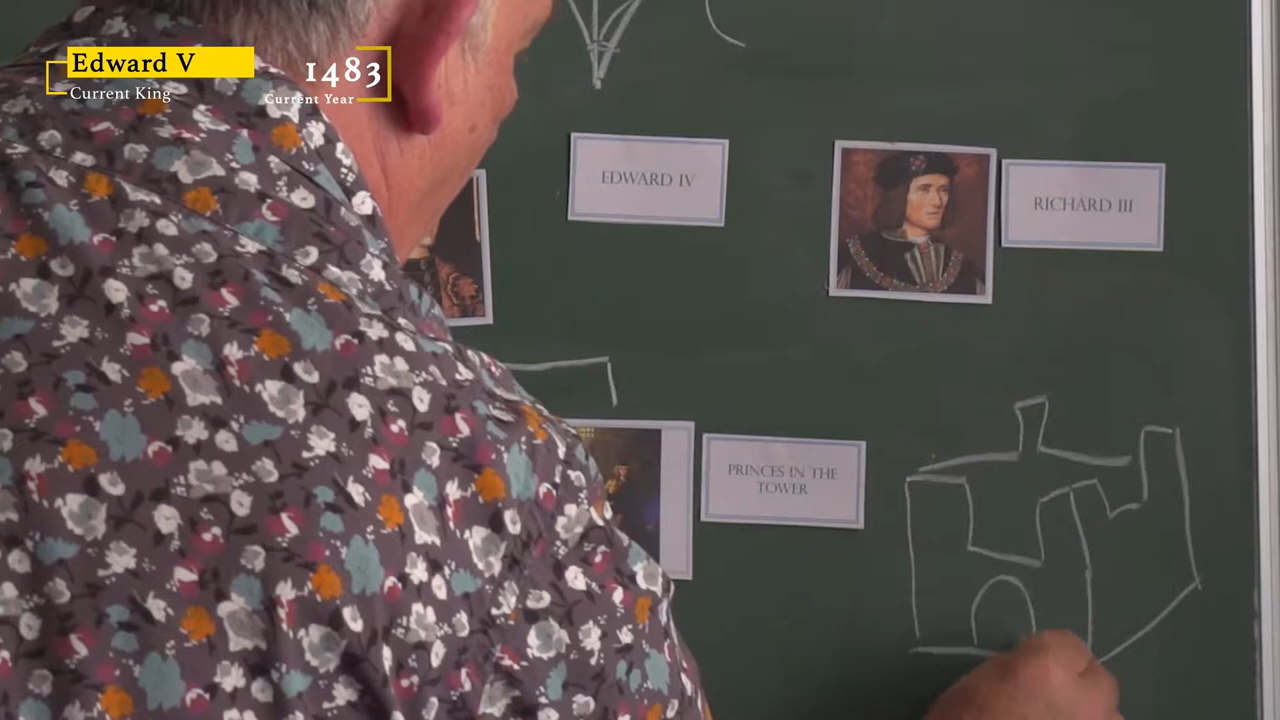 Edward V
Current King
1483
Current Year
EDWARD IV
RICHARD III
PRINCES IN THE
TOWER